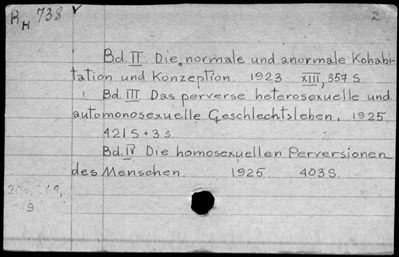 R_H 738 ✓ 2
Bd. II. Die normale und anormale Kohabi-
tation und Konzeption. 1923 XIII, 357 S
Bd. III Das perverse heterosexuelle und
automonosexuelle Geschlechtsleben. 1925
421 S + 3 S.
Bd. IV Die homosexuellen Perversionen
des Menschen. 1925 403 S.